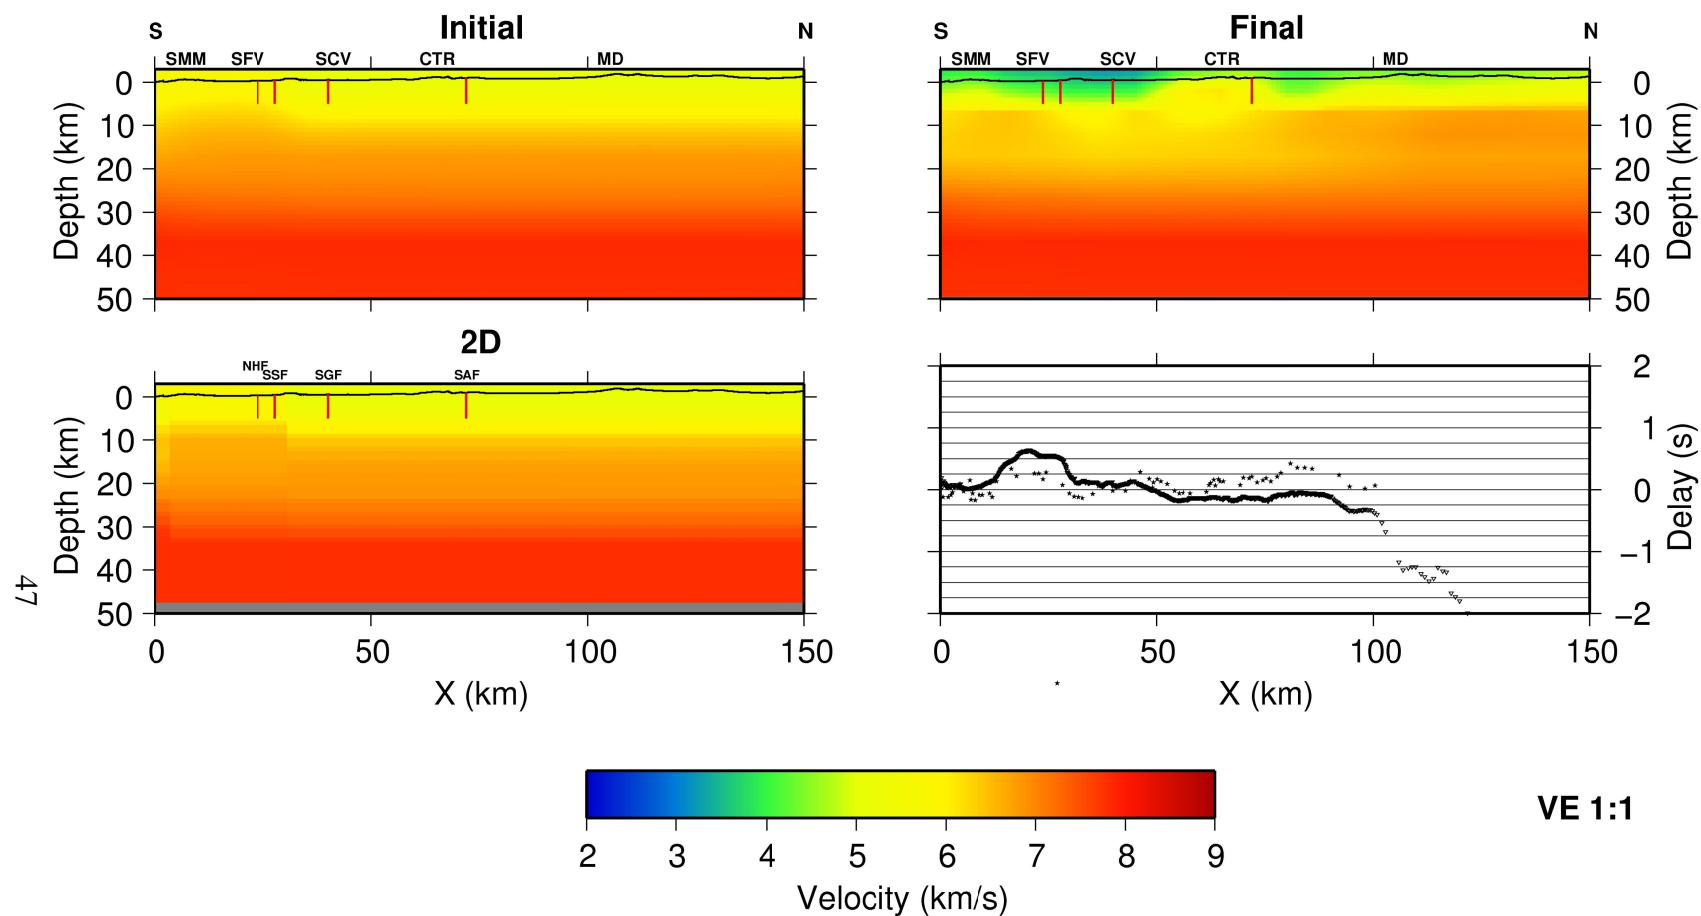 Initial
Final
S
N
S
N
SMM
SFV
SCV
CTR
MD
SMM
SFV
SCV
CTR
MD
0
10
20
30
40
50
Depth (km)
0
10
20
30
40
50
Depth (km)
2D
NHF
SSF
SGF
SAF
0
10
20
30
40
50
Depth (km)
2
1
0
−1
−2
Delay (s)
47
0
50
100
150
X (km)
0
50
100
150
X (km)
2
3
4
5
6
7
8
9
Velocity (km/s)
VE 1:1